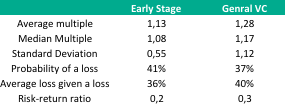 Early Stage Genral VC
Average multiple 1,13 1,28
Median Multiple 1,08 1,17
Standard Deviation 0,55 1,12
Probability of a loss 41% 37%
Average loss given a loss 36% 40%
Risk-return ratio 0,2 0,3